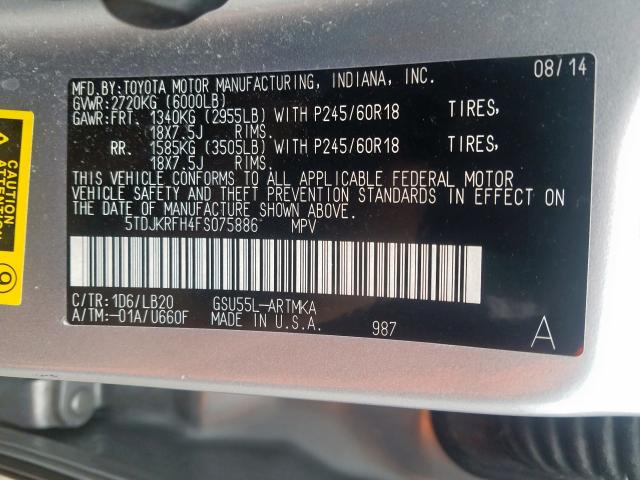 08/14
MFD.BY:TOYOTA MOTOR MANUFACTURING, INDIANA, INC.
GVWR:2720KG (6000LB)
GAWR:FRT. 1340KG (2955LB) WITH P245/60R18 TIRES,
18X7.5J RIMS.
RR. 1585KG (3505LB) WITH P245/60R18 TIRES,
18X7.5J RIMS.
THIS VEHICLE CONFORMS TO ALL APPLICABLE FEDERAL MOTOR
VEHICLE SAFETY AND THEFT PREVENTION STANDARDS IN EFFECT ON
THE DATE OF MANUFACTURE SHOWN ABOVE.
5TDJKRFH4FS075886 MPV
C/TR:1D6/LB20 GSU55L-ARTMKA
A/TM:-01A/U660F MADE IN U.S.A. 987 A
CAUTION
9